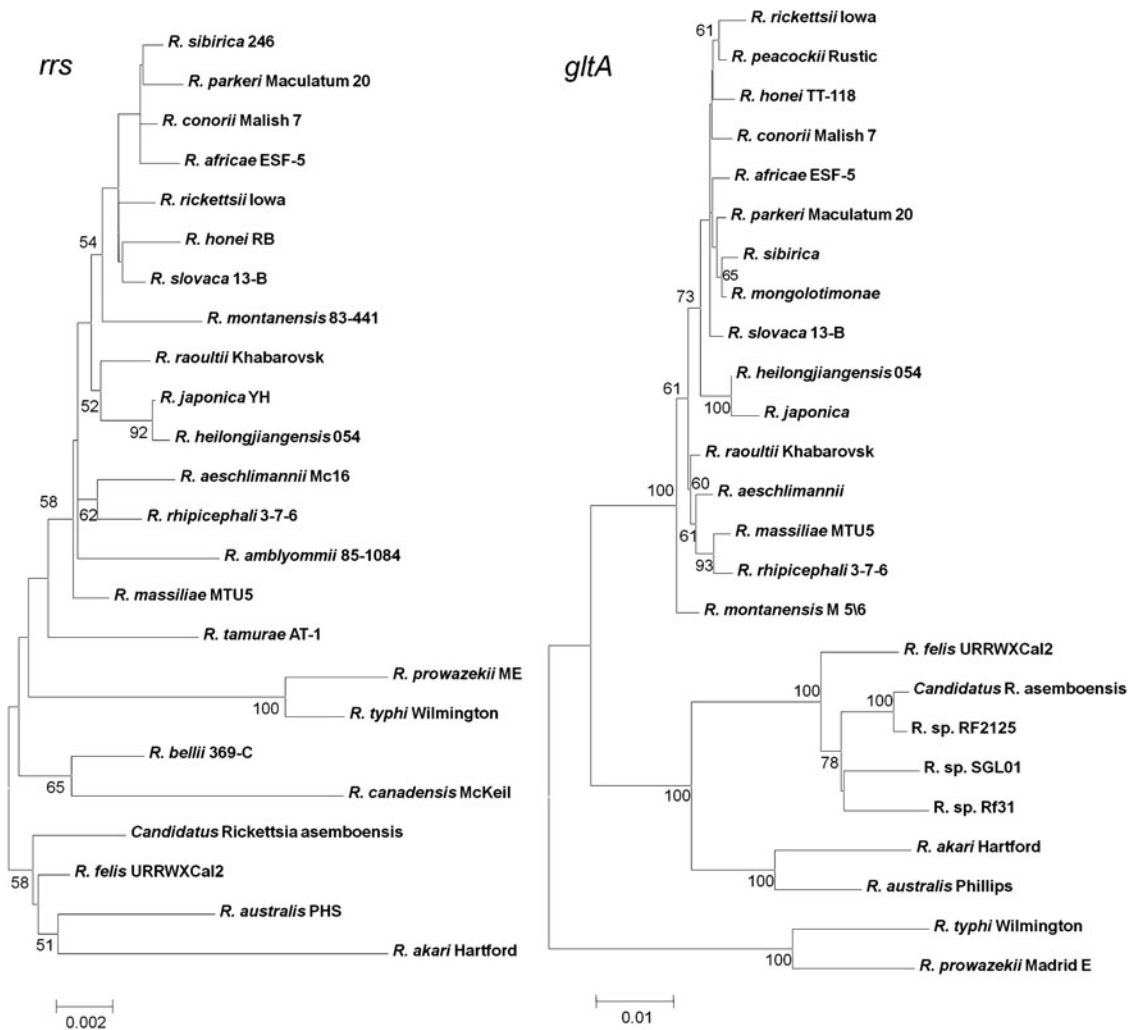 rrs
R. sibirica 246
R. parkeri Maculatum 20
R. conorii Malish 7
R. africae ESF-5
R. rickettsii Iowa
R. honei RB
54
R. slovaca 13-B
R. montanensis 83-441
R. raoultii Khabarovsk
R. japonica YH
52
92
R. heilongjiangensis 054
R. aeschlimannii Mc16
58
62
R. rhipicephali 3-7-6
R. amblyommii 85-1084
R. massiliae MTU5
R. tamurae AT-1
R. prowazekii ME
100
R. typhi Wilmington
R. bellii 369-C
65
R. canadensis McKeil
Candidatus Rickettsia asemboensis
R. felis URRWXCal2
58
R. australis PHS
51
R. akari Hartford
0.002
gltA
R. rickettsii Iowa
61
R. peacockii Rustic
R. honei TT-118
R. conorii Malish 7
R. africae ESF-5
R. parkeri Maculatum 20
R. sibirica
65
R. mongolotimonae
73
R. slovaca 13-B
R. heilongjiangensis 054
61
100
R. japonica
R. raoultii Khabarovsk
60
100
R. aeschlimannii
61
R. massiliae MTU5
93
R. rhipicephali 3-7-6
R. montanensis M 5\6
R. felis URRWXCal2
100
100
Candidatus R. asemboensis
R. sp. RF2125
78
R. sp. SGL01
100
R. sp. Rf31
R. akari Hartford
100
R. australis Phillips
R. typhi Wilmington
100
R. prowazekii Madrid E
0.01